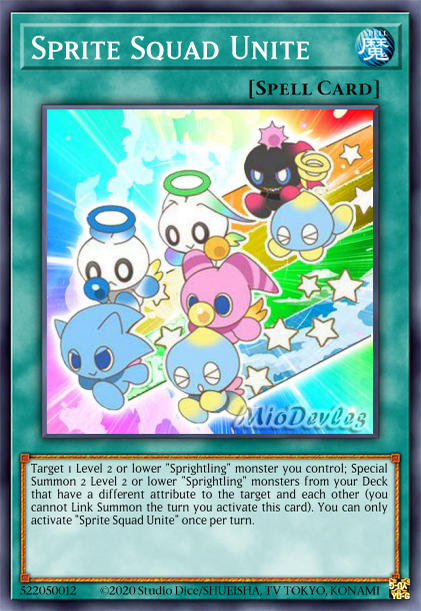 Sprite Squad Unite
SPELL
魔
[Spell Card]
MioDevLes
Target 1 Level 2 or lower "Sprightling" monster you control; Special
Summon 2 Level 2 or lower "Sprightling" monsters from your Deck
that have a different attribute to the target and each other (you
cannot Link Summon the turn you activate this card). You can only
activate "Sprite Squad Unite" once per turn.
522050012 ©2020 Studio Dice/SHUEISHA, TV TOKYO, KONAMI